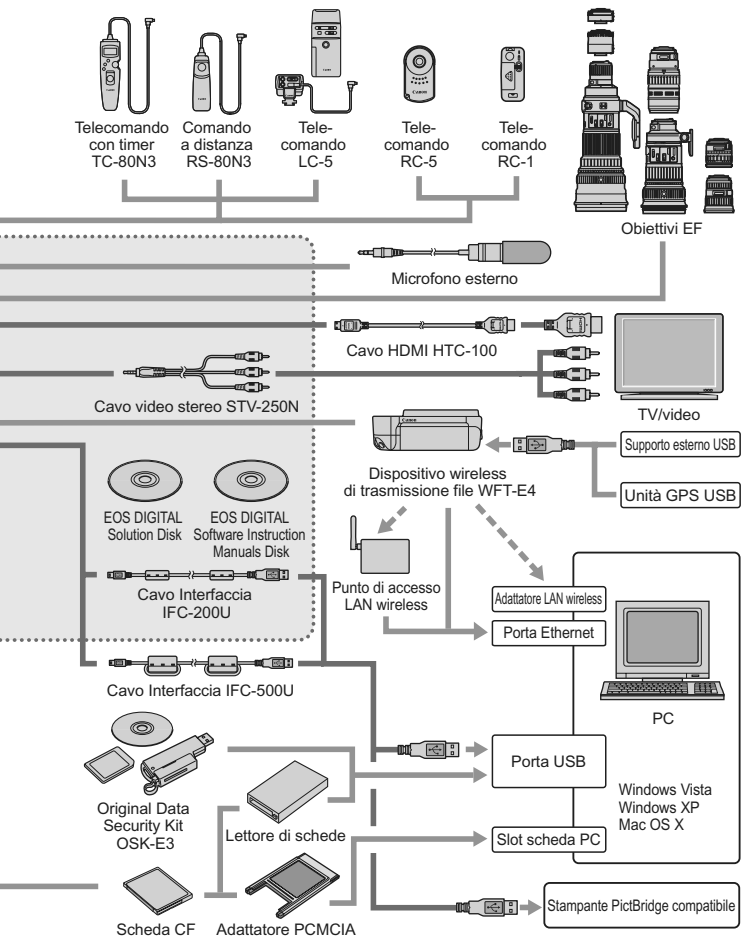 Telecomando
con timer
TC-80N3
Comando
a distanza
RS-80N3
Tele-
comando
LC-5
Tele-
comando
RC-5
Tele-
comando
RC-1
Canon
Obiettivi EF
Microfono esterno
Cavo HDMI HTC-100
Cavo video stereo STV-250N
TV/video
Canon
Supporto esterno USB
Dispositivo wireless
di trasmissione file WFT-E4
Unità GPS USB
EOS DIGITAL
Solution Disk
EOS DIGITAL
Software Instruction
Manuals Disk
Punto di accesso
LAN wireless
Cavo Interfaccia
IFC-200U
Adattatore LAN wireless
Porta Ethernet
Cavo Interfaccia IFC-500U
PC
Porta USB
Windows Vista
Windows XP
Mac OS X
Original Data
Security Kit
OSK-E3
Lettore di schede
Slot scheda PC
Scheda CF
Adattatore PCMCIA
Stampante PictBridge compatibile